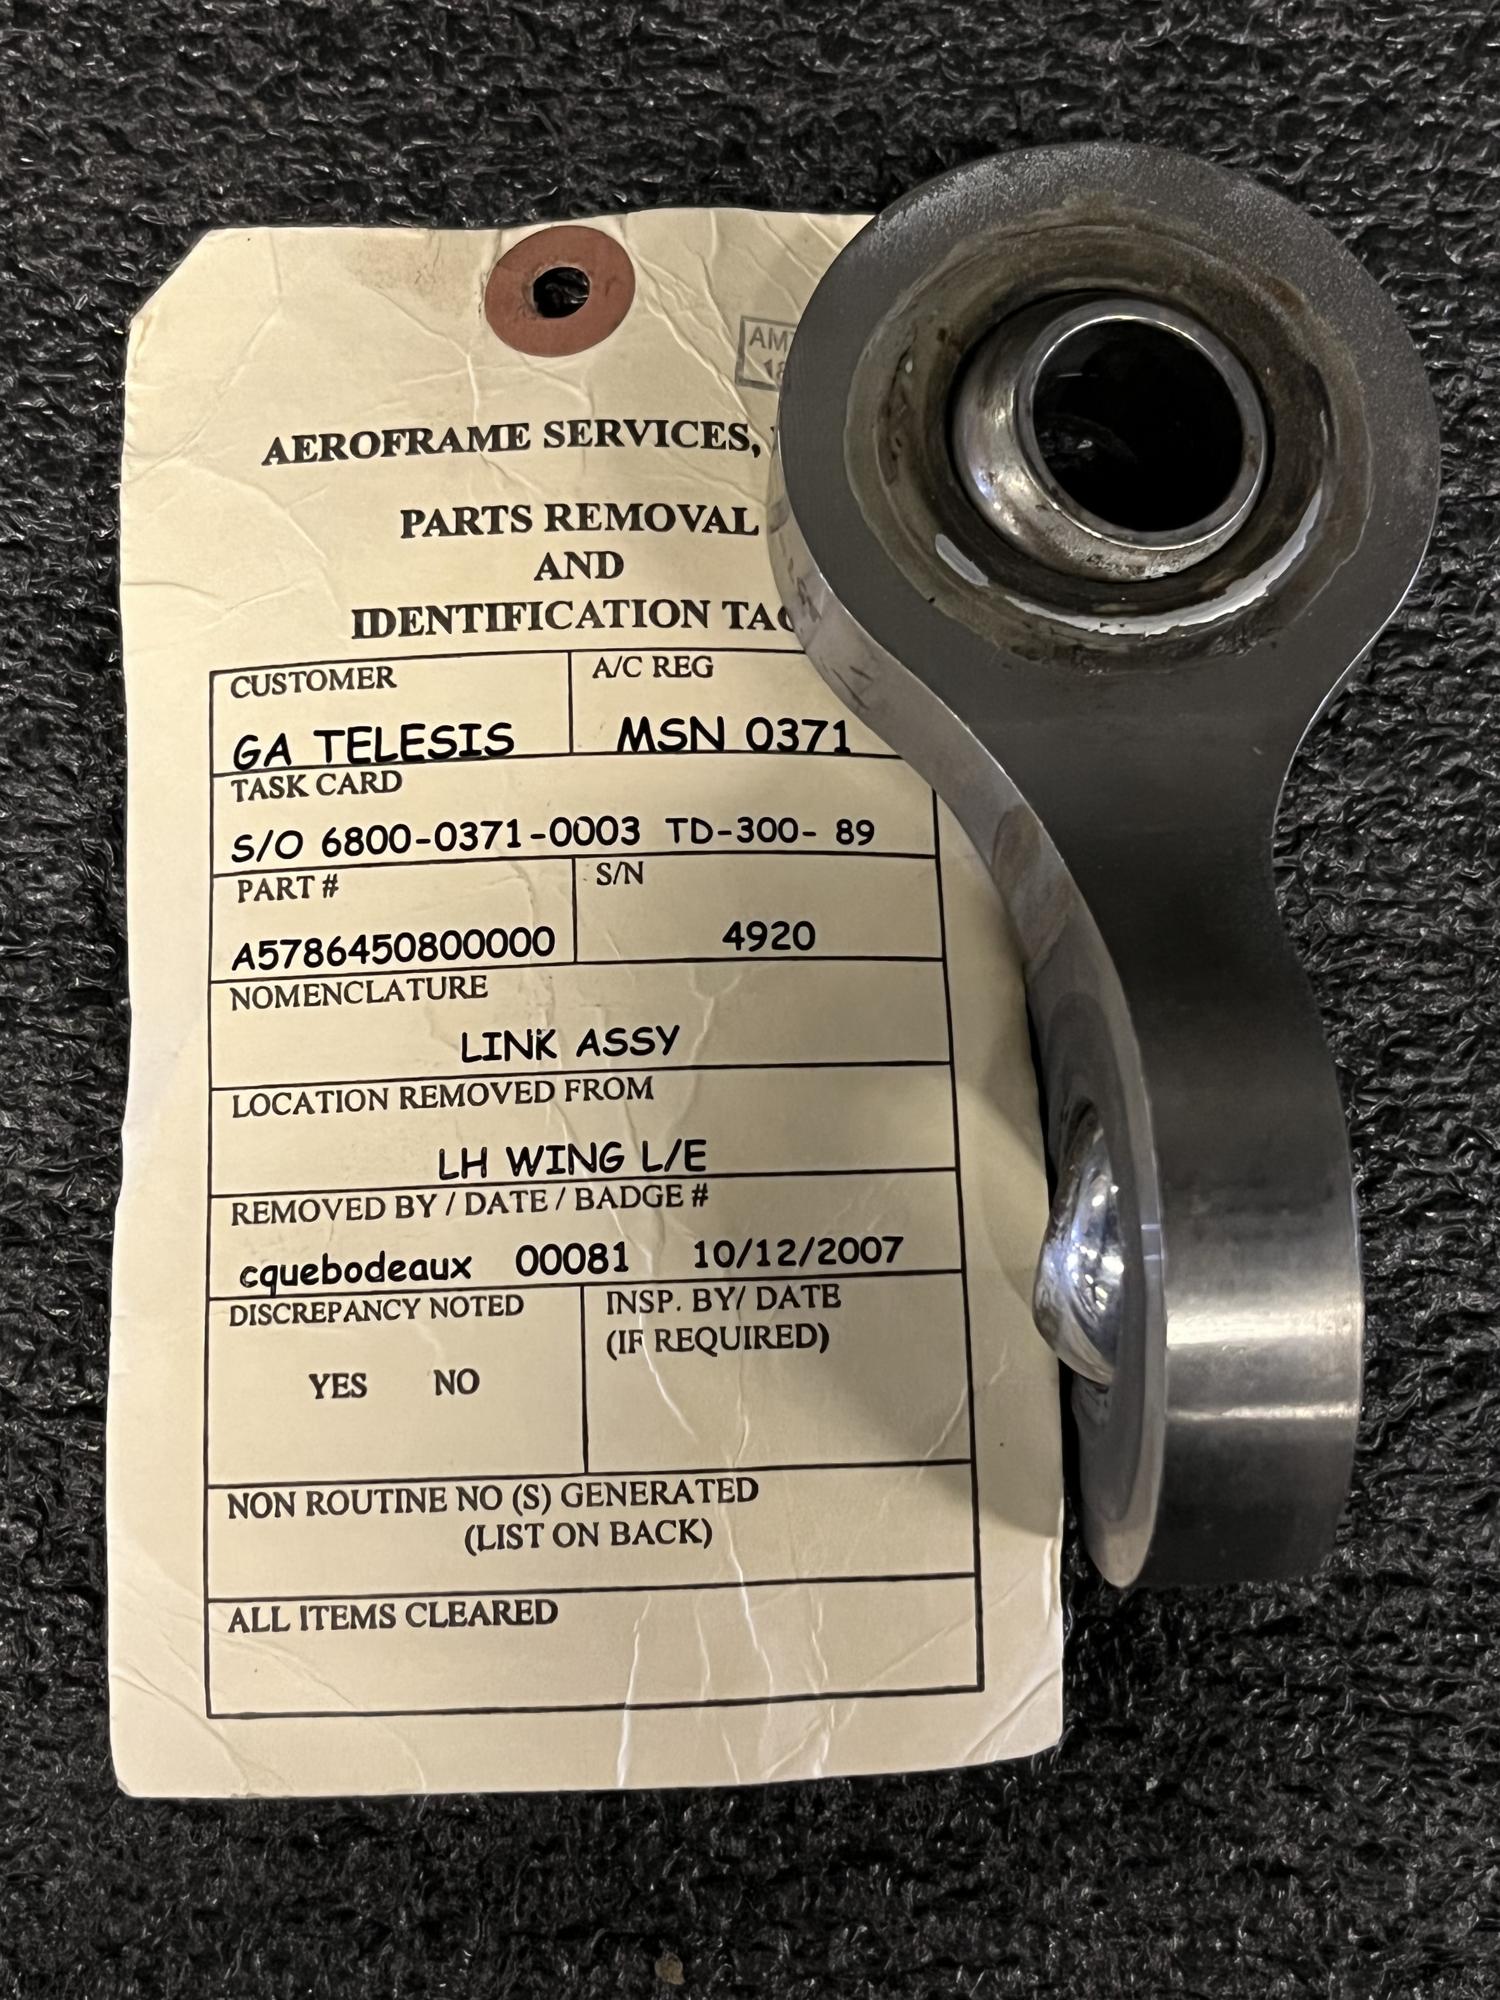 AEROFRAME SERVICES,
PARTS REMOVAL
AND
IDENTIFICATION TAG
CUSTOMER A/C REG
GA TELESIS MSN 0371
TASK CARD
S/O 6800-0371-0003 TD-300- 89
PART # S/N
A5786450800000 4920
NOMENCLATURE
LINK ASSY
LOCATION REMOVED FROM
LH WING L/E
REMOVED BY / DATE / BADGE #
cquebodeaux 00081 10/12/2007
DISCREPANCY NOTED INSP. BY/ DATE
(IF REQUIRED)
YES NO
NON ROUTINE NO (S) GENERATED
(LIST ON BACK)
ALL ITEMS CLEARED